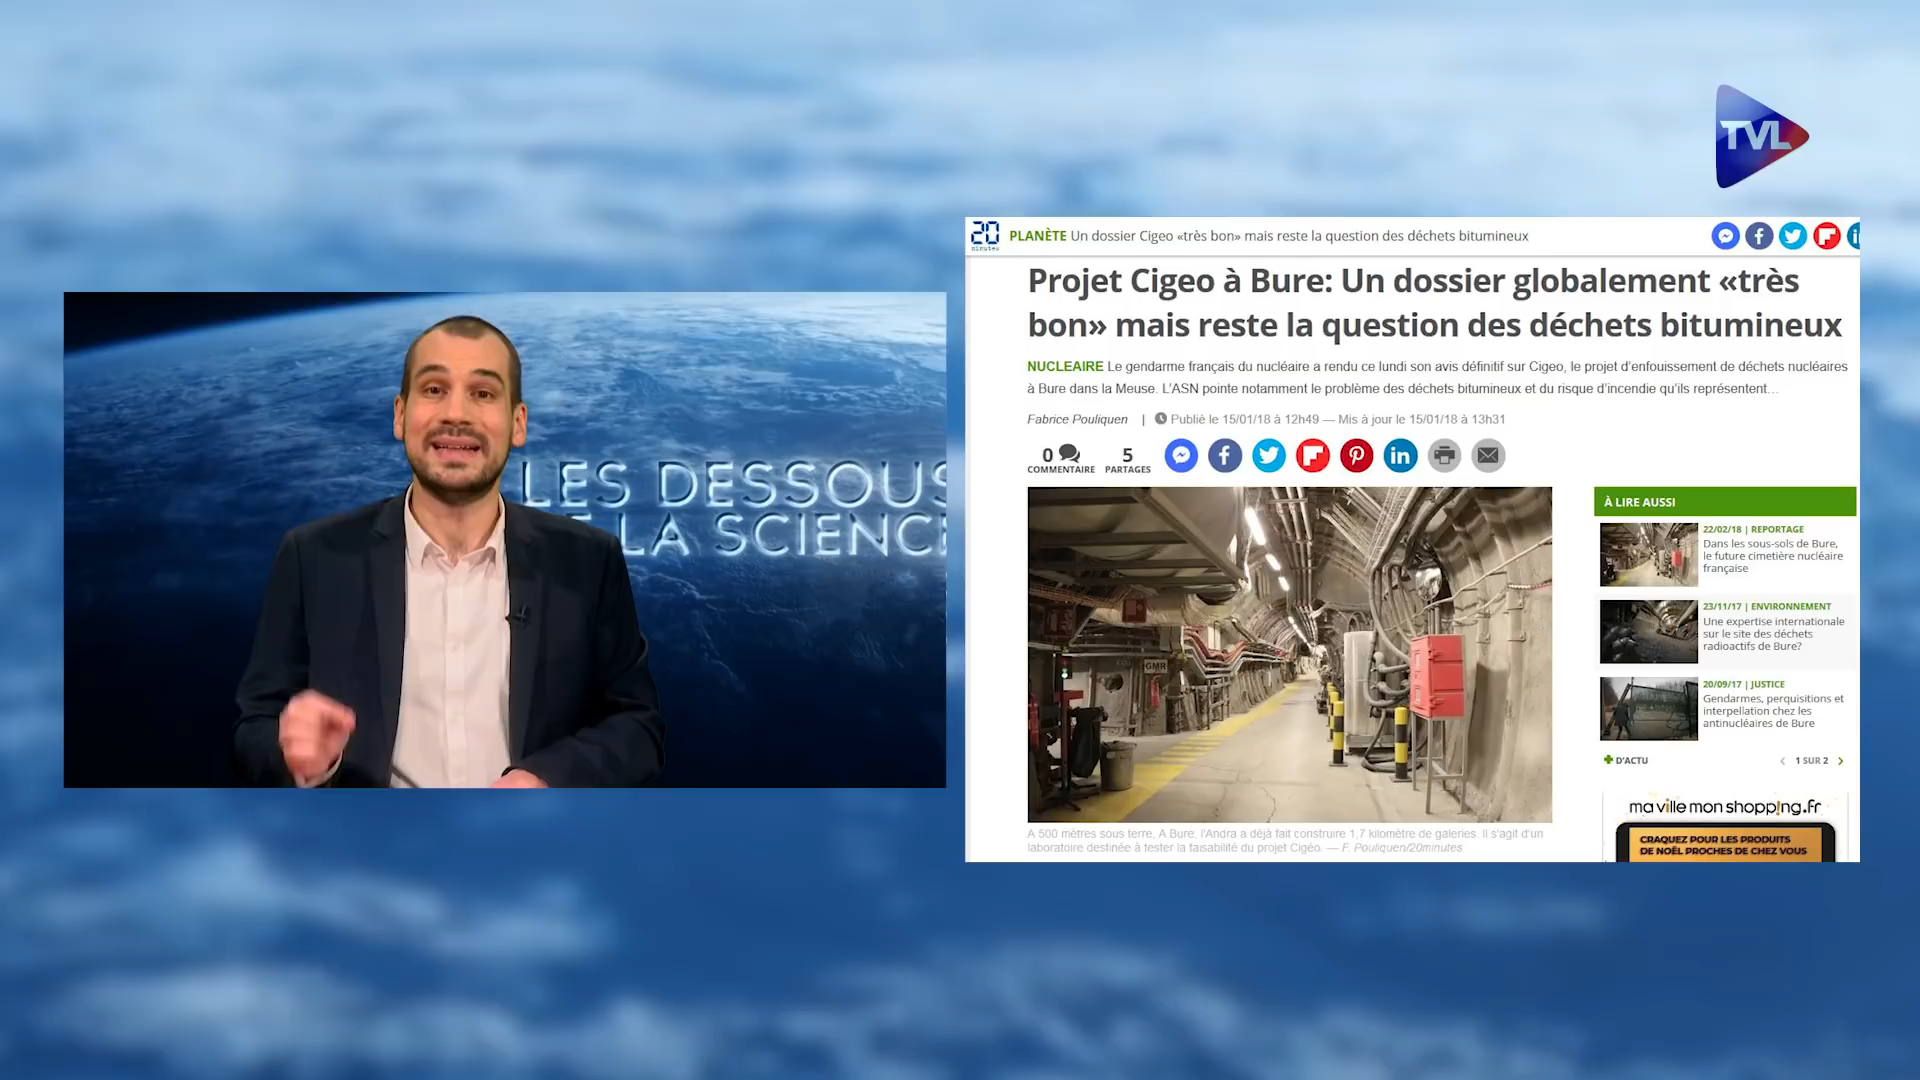 TVL
20
minutes
PLANÈTE Un dossier Cigeo «très bon» mais reste la question des déchets bitumineux
Projet Cigeo à Bure: Un dossier globalement «très
bon» mais reste la question des déchets bitumineux
NUCLEAIRE Le gendarme français du nucléaire a rendu ce lundi son avis définitif sur Cigeo, le projet d'enfouissement de déchets nucléaires
à Bure dans la Meuse. L'ASN pointe notamment le problème des déchets bitumineux et du risque d'incendie qu'ils représentent...
Fabrice Pouliquen | Publié le 15/01/18 à 12h49 — Mis à jour le 15/01/18 à 13h31
0
COMMENTAIRE
5
PARTAGES
LES DESSOUS
LA SCIENC
GMR
A 500 mètres sous terre, A Bure, l'Andra a déjà fait construire 1,7 kilomètre de galeries. Il s'agit d'un
laboratoire destinée à tester la faisabilité du projet Cigéo. — F. Pouliquen/20minutes
À LIRE AUSSI
22/02/18 | REPORTAGE
Dans les sous-sols de Bure,
le future cimetière nucléaire
française
23/11/17 | ENVIRONNEMENT
Une expertise internationale
sur le site des déchets
radioactifs de Bure?
20/09/17 | JUSTICE
Gendarmes, perquisitions et
interpellation chez les
antinucléaires de Bure
D'ACTU
1 SUR 2
ma ville mon shopping.fr
CRAQUEZ POUR LES PRODUITS
DE NOËL PROCHES DE CHEZ VOUS